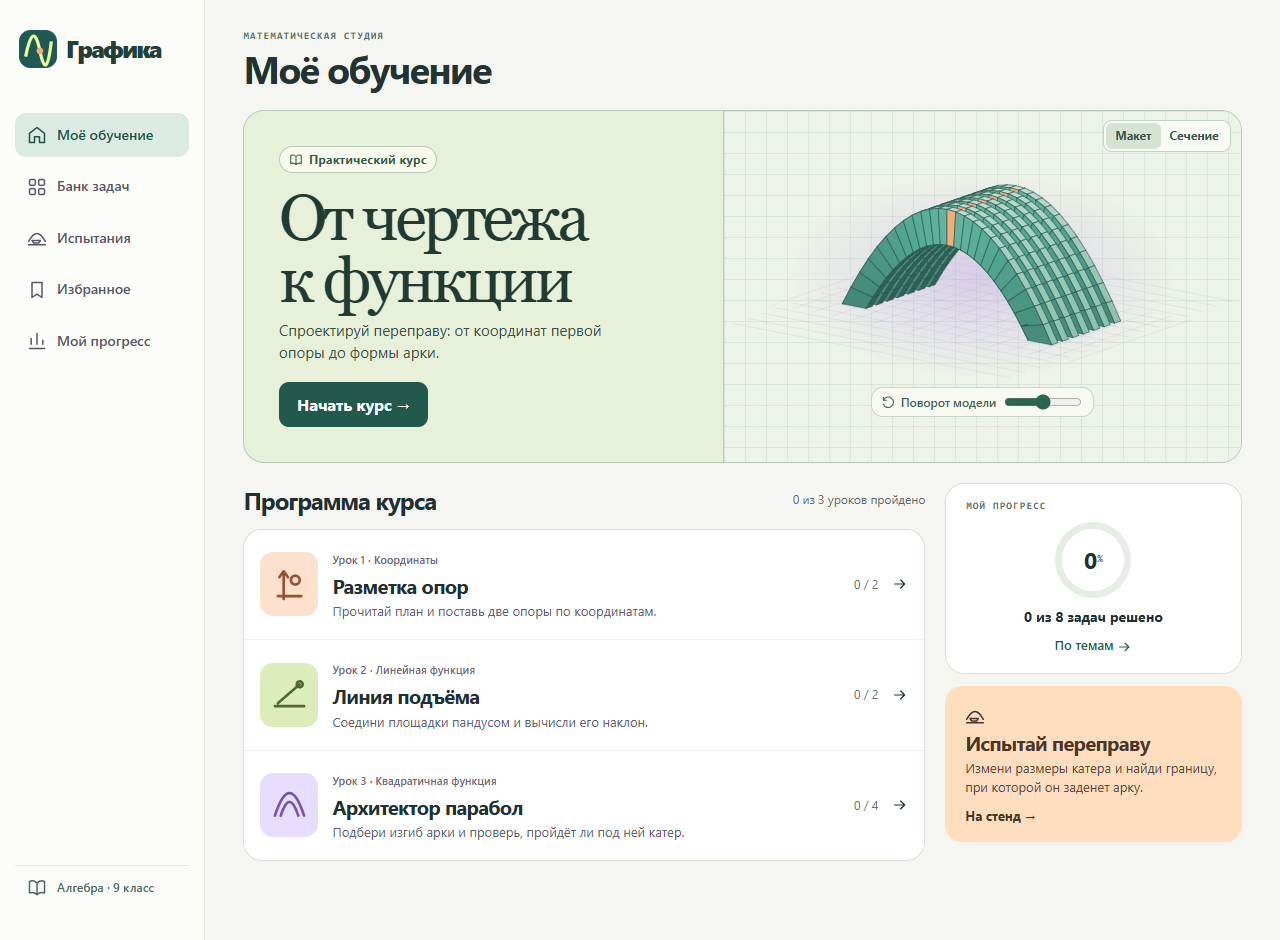 Графика
Моё обучение
Банк задач
Испытания
Избранное
Мой прогресс
Алгебра · 9 класс
МАТЕМАТИЧЕСКАЯ СТУДИЯ
Моё обучение
Практический курс
От чертежа
к функции
Спроектируй переправу: от координат первой
опоры до формы арки.
Начать курс →
Макет
Сечение
Поворот модели
Программа курса
0 из 3 уроков пройдено
Урок 1 · Координаты
Разметка опор
Прочитай план и поставь две опоры по координатам.
0 / 2 →
Урок 2 · Линейная функция
Линия подъёма
Соедини площадки пандусом и вычисли его наклон.
0 / 2 →
Урок 3 · Квадратичная функция
Архитектор парабол
Подбери изгиб арки и проверь, пройдёт ли под ней катер.
0 / 4 →
МОЙ ПРОГРЕСС
0%
0 из 8 задач решено
По темам →
Испытай переправу
Измени размеры катера и найди границу,
при которой он заденет арку.
На стенд →